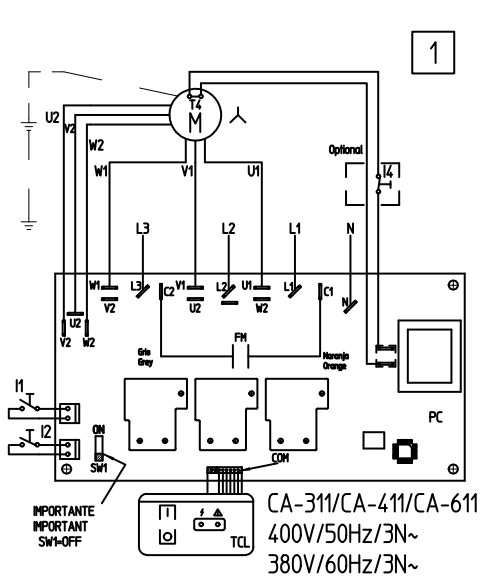 1
T4
M
U2
V2
W2
W1
V1
U1
Optional
I4
L3
L2
L1
N
W1
L3
C2
V1
L2
U1
L1
C1
N
V2
U2
W2
U2
V2
W2
FM
Gris
Grey
Naranja
Orange
I1
I2
ON
SW1
PC
COM
IMPORTANTE
IMPORTANT
SW1=OFF
I
O
TCL
CA-311/CA-411/CA-611
400V/50Hz/3N~
380V/60Hz/3N~